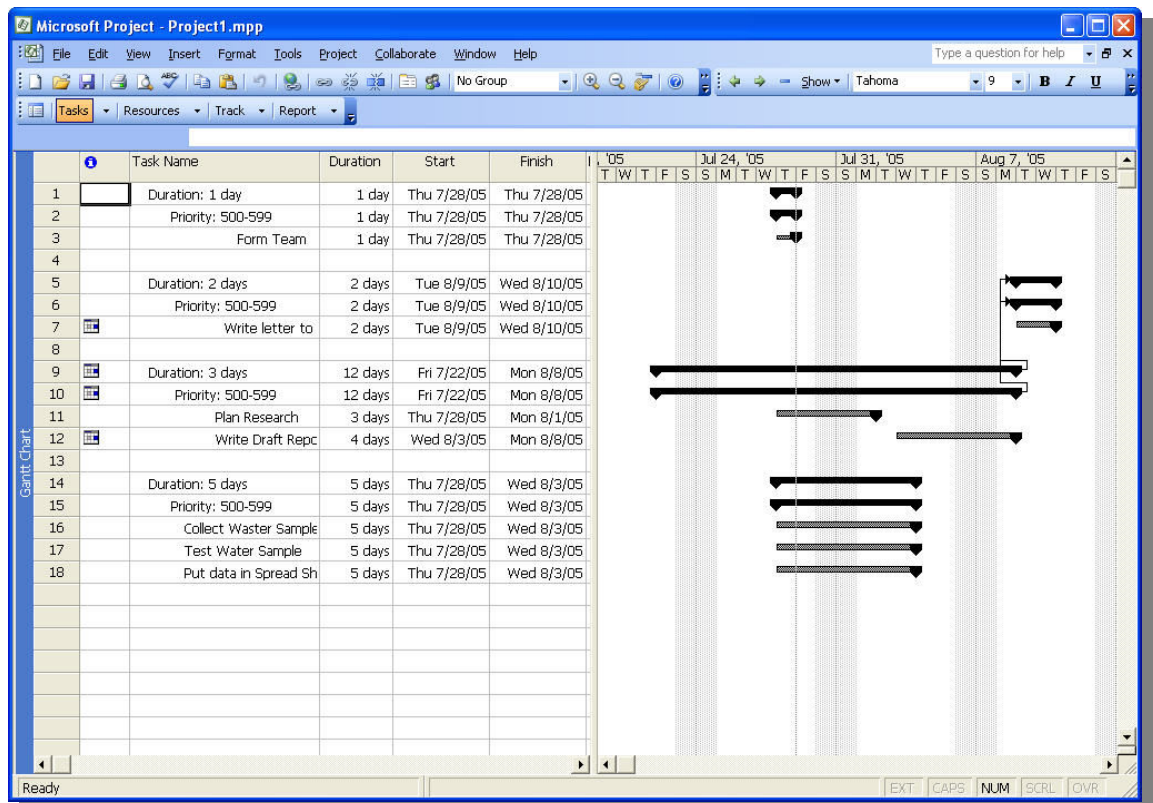 Microsoft Project - Project1.mpp
File Edit View Insert Format Tools Project Collaborate Window Help Type a question for help
No Group Show Tahoma 9 B I U
Tasks Resources Track Report
Task Name Duration Start Finish , '05 Jul 24, '05 Jul 31, '05 Aug 7, '05
T W T F S S M T W T F S S M T W T F S S M T W T F S
1 Duration: 1 day 1 day Thu 7/28/05 Thu 7/28/05
2 Priority: 500-599 1 day Thu 7/28/05 Thu 7/28/05
3 Form Team 1 day Thu 7/28/05 Thu 7/28/05
4
5 Duration: 2 days 2 days Tue 8/9/05 Wed 8/10/05
6 Priority: 500-599 2 days Tue 8/9/05 Wed 8/10/05
7 Write letter to 2 days Tue 8/9/05 Wed 8/10/05
8
9 Duration: 3 days 12 days Fri 7/22/05 Mon 8/8/05
10 Priority: 500-599 12 days Fri 7/22/05 Mon 8/8/05
11 Plan Research 3 days Thu 7/28/05 Mon 8/1/05
12 Write Draft Repo 4 days Wed 8/3/05 Mon 8/8/05
13
14 Duration: 5 days 5 days Thu 7/28/05 Wed 8/3/05
15 Priority: 500-599 5 days Thu 7/28/05 Wed 8/3/05
16 Collect Waster Sample 5 days Thu 7/28/05 Wed 8/3/05
17 Test Water Sample 5 days Thu 7/28/05 Wed 8/3/05
18 Put data in Spread Sh 5 days Thu 7/28/05 Wed 8/3/05
Gantt Chart
Ready EXT CAPS NUM SCRL OVR